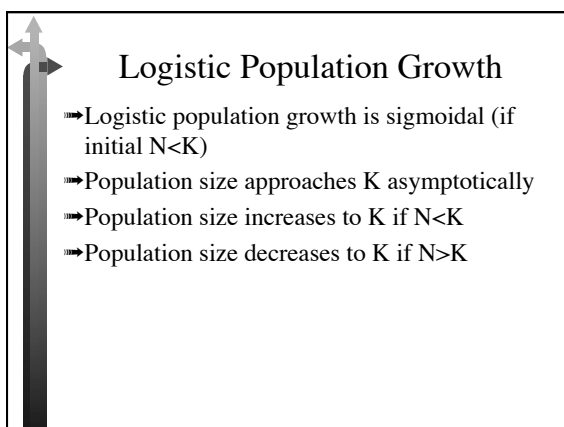 Logistic Population Growth
➠Logistic population growth is sigmoidal (if
initial N<K)
➠Population size approaches K asymptotically
➠Population size increases to K if N<K
➠Population size decreases to K if N>K